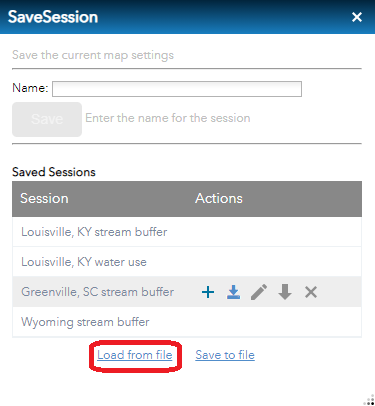 SaveSession
Save the current map settings
Name:
Save Enter the name for the session
Saved Sessions
Session Actions
Louisville, KY stream buffer
Louisville, KY water use
Greenville, SC stream buffer
Wyoming stream buffer
Load from file Save to file